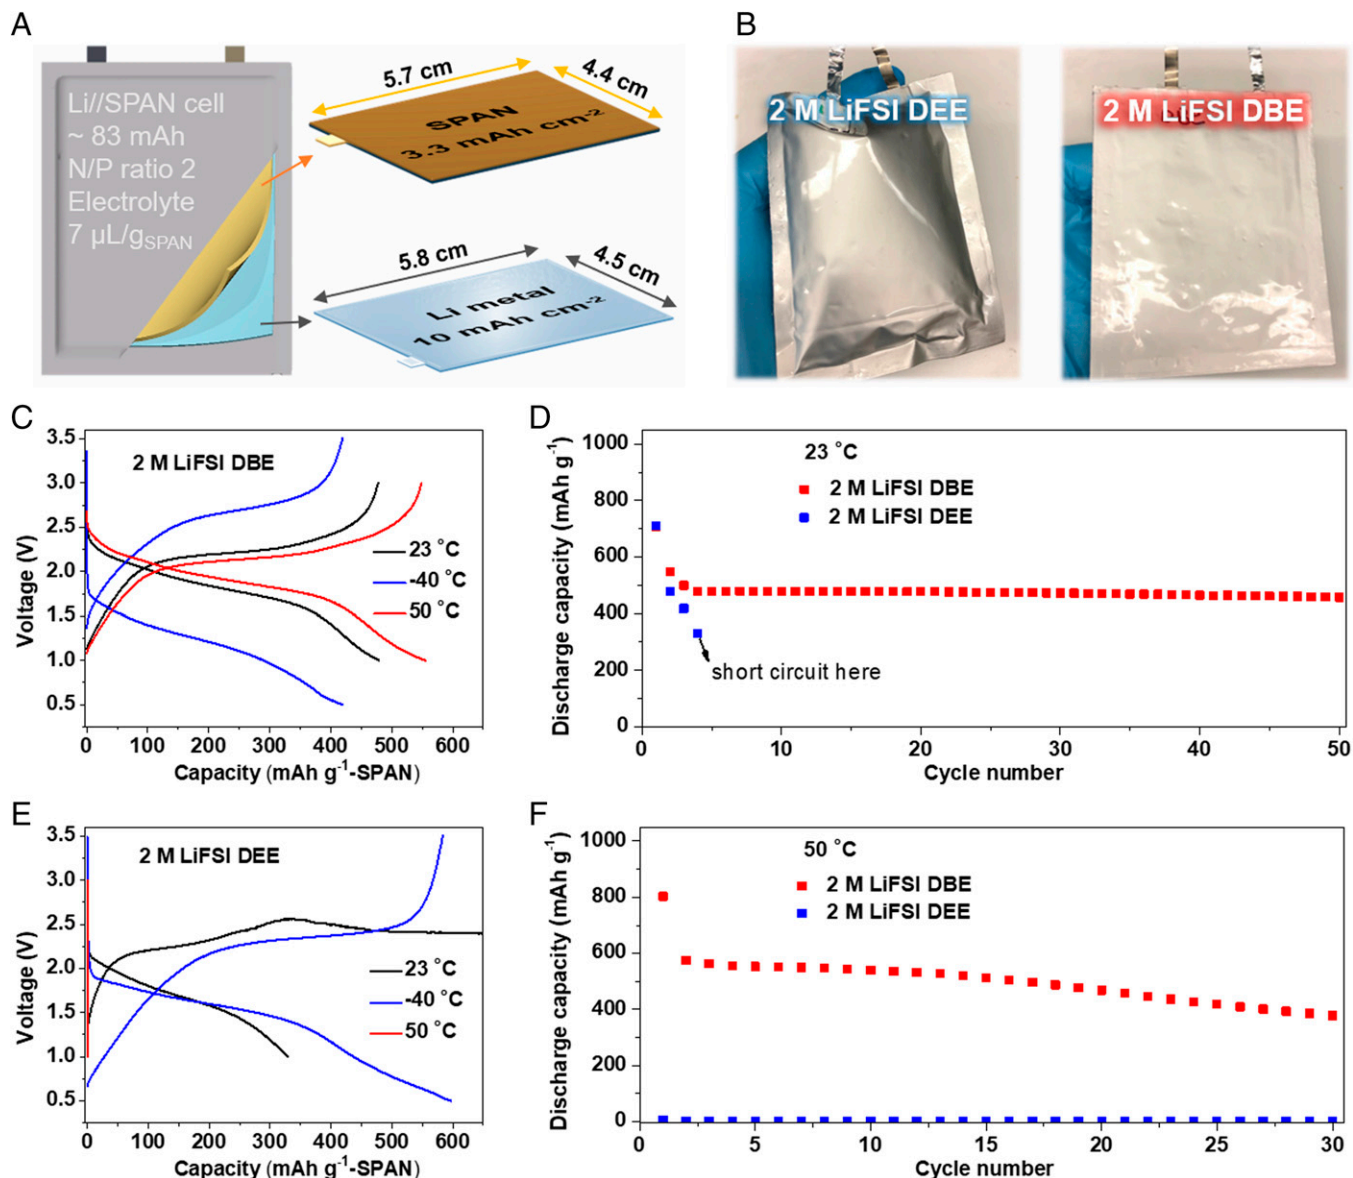 A
Li//SPAN cell
~ 83 mAh
N/P ratio 2
Electrolyte
7 µL/gSPAN
5.7 cm
4.4 cm
SPAN
3.3 mAh cm-2
5.8 cm
4.5 cm
Li metal
10 mAh cm-2
B
2 M LiFSI DEE
2 M LiFSI DBE
C
2 M LiFSI DBE
3.5
3.0
2.5
2.0
1.5
1.0
0.5
Voltage (V)
23 °C
-40 °C
50 °C
0 100 200 300 400 500 600
Capacity (mAh g-1-SPAN)
D
1000
800
600
400
200
0
Discharge capacity (mAh g-1)
23 °C
2 M LiFSI DBE
2 M LiFSI DEE
short circuit here
0 10 20 30 40 50
Cycle number
E
2 M LiFSI DEE
3.5
3.0
2.5
2.0
1.5
1.0
0.5
Voltage (V)
23 °C
-40 °C
50 °C
0 100 200 300 400 500 600
Capacity (mAh g-1-SPAN)
F
1000
800
600
400
200
0
Discharge capacity (mAh g-1)
50 °C
2 M LiFSI DBE
2 M LiFSI DEE
0 5 10 15 20 25 30
Cycle number